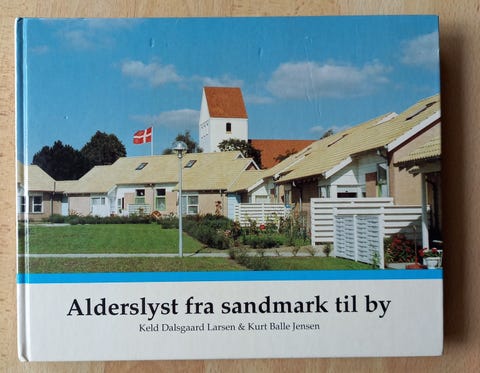 Alderslyst fra sandmark til by
Keld Dalsgaard Larsen & Kurt Balle Jensen